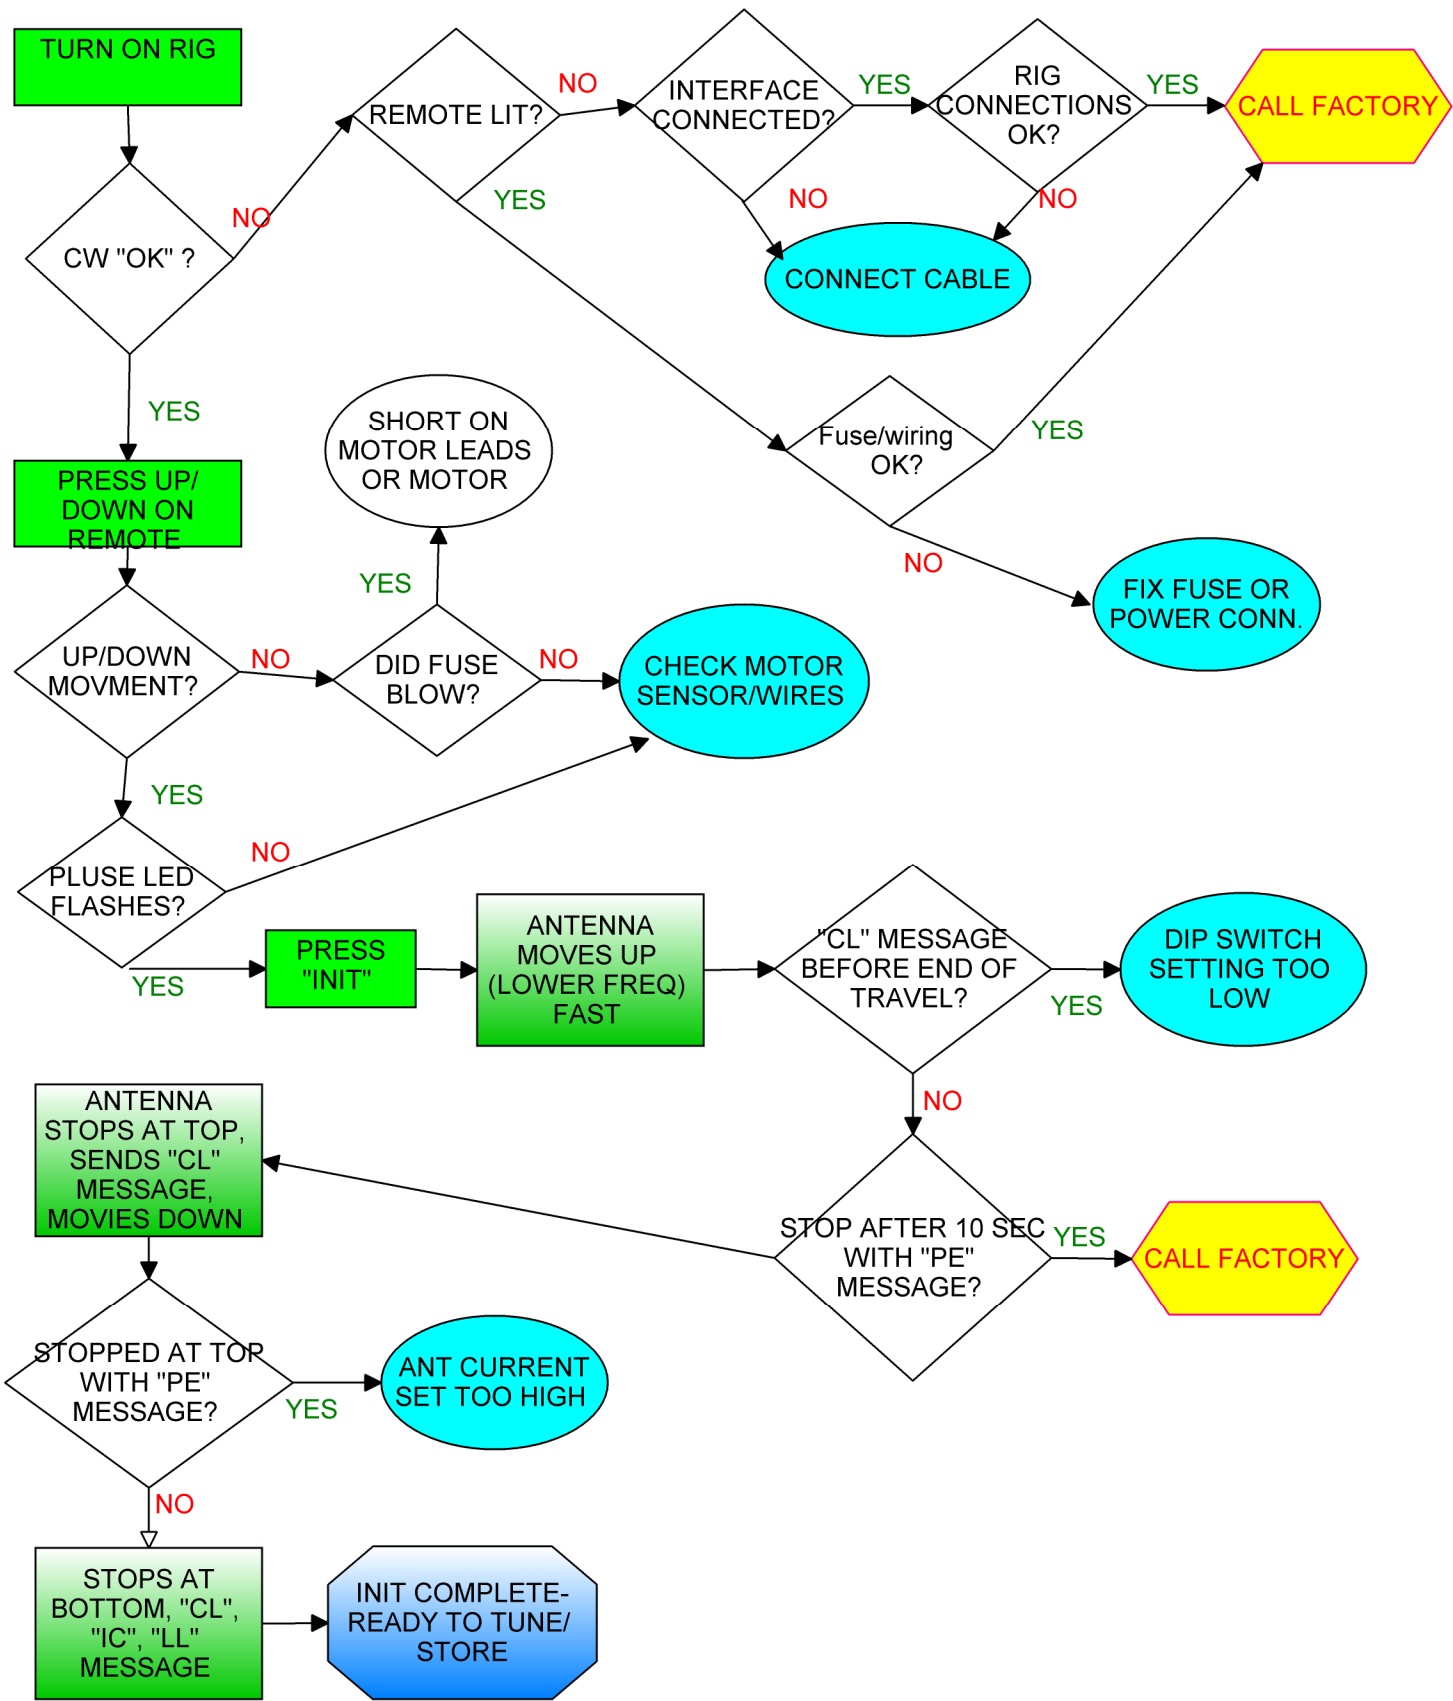 TURN ON RIG
REMOTE LIT?
NO
INTERFACE
CONNECTED?
YES
RIG
CONNECTIONS
OK?
YES
CALL FACTORY
CW "OK" ?
NO
YES
NO
NO
CONNECT CABLE
YES
SHORT ON
MOTOR LEADS
OR MOTOR
Fuse/wiring
OK?
YES
PRESS UP/
DOWN ON
REMOTE
YES
NO
FIX FUSE OR
POWER CONN.
UP/DOWN
MOVMENT?
NO
DID FUSE
BLOW?
NO
CHECK MOTOR
SENSOR/WIRES
YES
PLUSE LED
FLASHES?
NO
YES
PRESS
"INIT"
ANTENNA
MOVES UP
(LOWER FREQ)
FAST
"CL" MESSAGE
BEFORE END OF
TRAVEL?
YES
DIP SWITCH
SETTING TOO
LOW
NO
ANTENNA
STOPS AT TOP,
SENDS "CL"
MESSAGE,
MOVIES DOWN
STOP AFTER 10 SEC
WITH "PE"
MESSAGE?
YES
CALL FACTORY
STOPPED AT TOP
WITH "PE"
MESSAGE?
YES
ANT CURRENT
SET TOO HIGH
NO
STOPS AT
BOTTOM, "CL",
"IC", "LL"
MESSAGE
INIT COMPLETE-
READY TO TUNE/
STORE